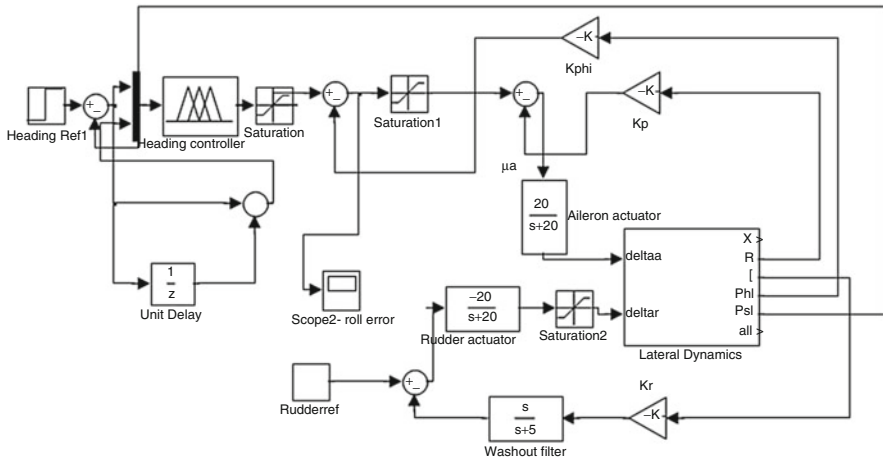 -K
Kphi
-K
Kp
Heading Ref1
+
–
Heading controller
Saturation
+
–
Saturation1
+
–
μa
20
s+20
Aileron actuator
1
z
Unit Delay
Scope2- roll error
-20
s+20
Rudder actuator
Saturation2
deltaa
deltar
X >
R
[
Phl
Psl
all >
Lateral Dynamics
Rudderref
+
–
s
s+5
Washout filter
Kr
-K